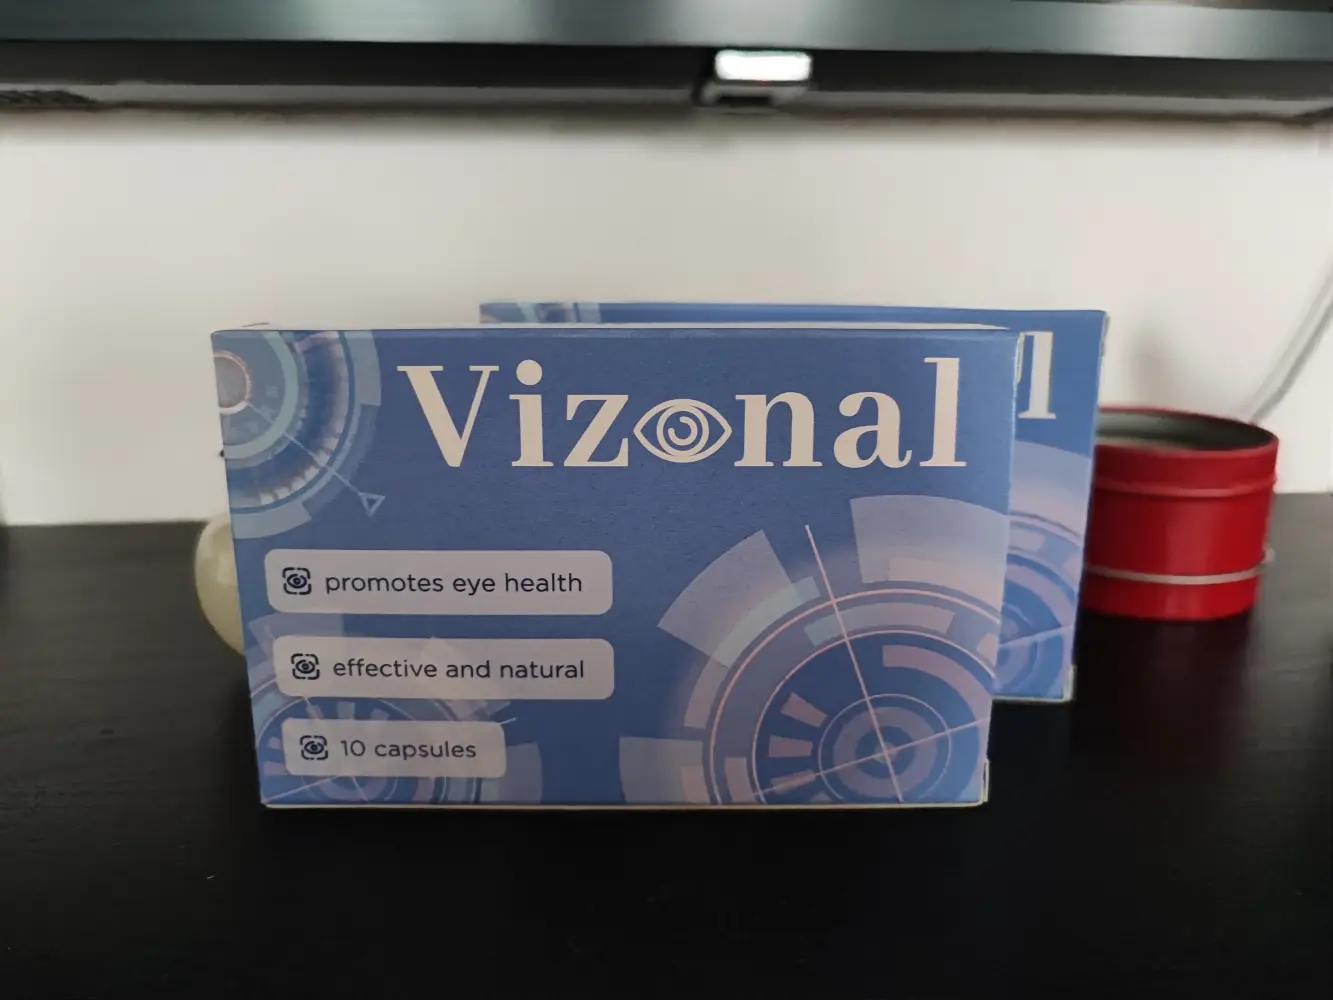 Vizonal
promotes eye health
effective and natural
10 capsules